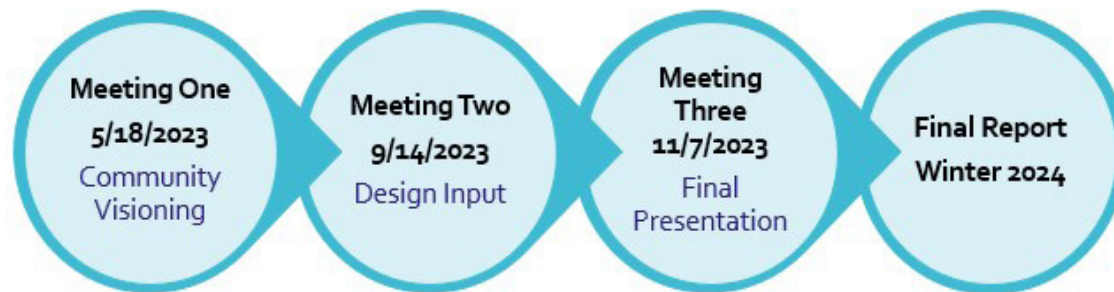 Meeting One
5/18/2023
Community
Visioning
Meeting Two
9/14/2023
Design Input
Meeting
Three
11/7/2023
Final
Presentation
Final Report
Winter 2024